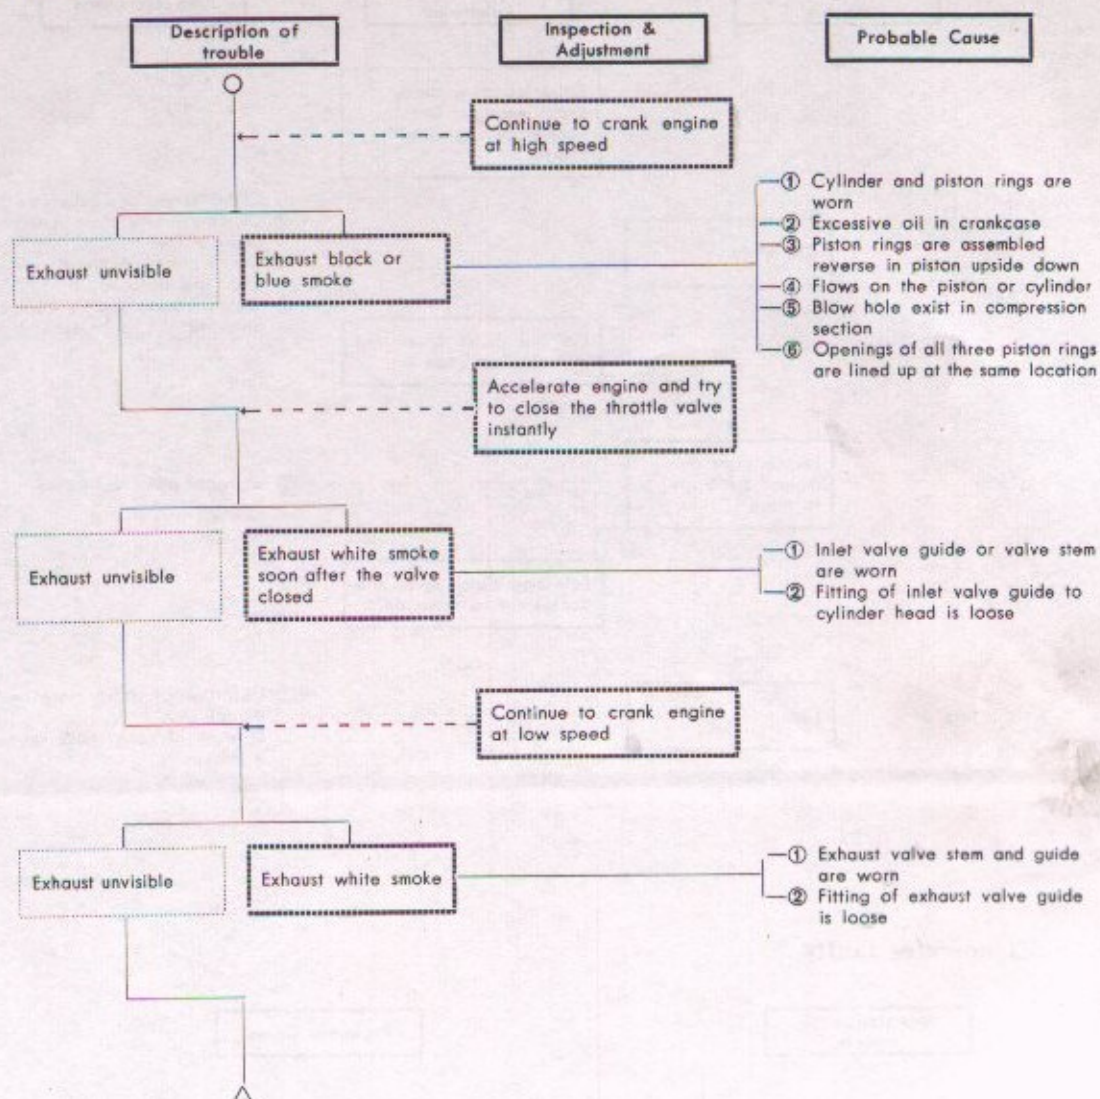 Description of
trouble
Inspection &
Adjustment
Probable Cause
Continue to crank engine
at high speed
① Cylinder and piston rings are
worn
② Excessive oil in crankcase
③ Piston rings are assembled
reverse in piston upside down
④ Flows on the piston or cylinder
⑤ Blow hole exist in compression
section
⑥ Openings of all three piston rings
are lined up at the same location
Exhaust unvisible
Exhaust black or
blue smoke
Accelerate engine and try
to close the throttle valve
instantly
Exhaust unvisible
Exhaust white smoke
soon after the valve
closed
① Inlet valve guide or valve stem
are worn
② Fitting of inlet valve guide to
cylinder head is loose
Continue to crank engine
at low speed
Exhaust unvisible
Exhaust white smoke
① Exhaust valve stem and guide
are worn
② Fitting of exhaust valve guide
is loose